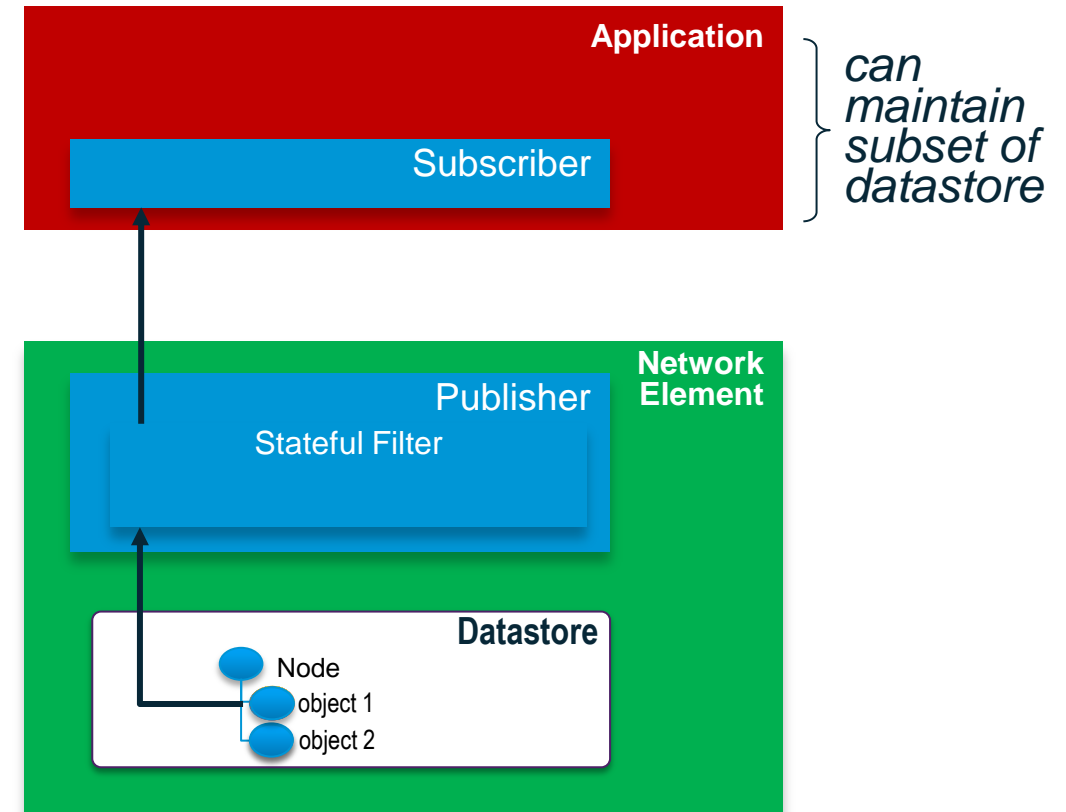 Application
can
maintain
subset of
datastore
Subscriber
Network
Element
Publisher
Stateful Filter
Datastore
Node
object 1
object 2